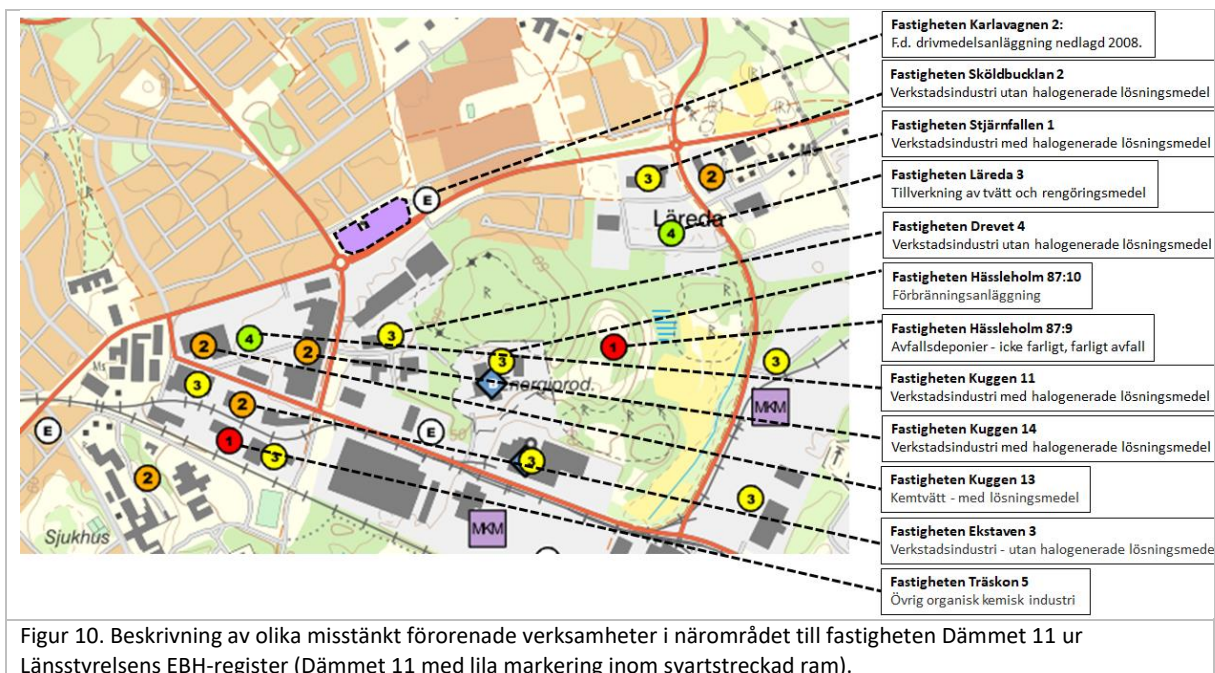 Fastigheten Karlavagnen 2:
F.d. drivmedelsanläggning nedlagd 2008.
Fastigheten Sköldbucklan 2
Verkstadsindustri utan halogenerade lösningsmedel
Fastigheten Stjärnfallen 1
Verkstadsindustri med halogenerade lösningsmedel
Fastigheten Läreda 3
Tillverkning av tvätt och rengöringsmedel
Fastigheten Drevet 4
Verkstadsindustri utan halogenerade lösningsmedel
Fastigheten Hässleholm 87:10
Förbränningsanläggning
Fastigheten Hässleholm 87:9
Avfallsdeponier - icke farligt, farligt avfall
Fastigheten Kuggen 11
Verkstadsindustri med halogenerade lösningsmedel
Fastigheten Kuggen 14
Verkstadsindustri med halogenerade lösningsmedel
Fastigheten Kuggen 13
Kemtvätt - med lösningsmedel
Fastigheten Ekstaven 3
Verkstadsindustri - utan halogenerade lösningsmede
Fastigheten Träskon 5
Övrig organisk kemisk industri
Ms
3
2
E
Läreda
4
4
3
2
2
3
1
3
Energiprod.
Ms
3
2
MKM
E
E
50
1
3
3
2
3
Sjukhus
MKM
Figur 10. Beskrivning av olika misstänkt förorenade verksamheter i närområdet till fastigheten Dämmet 11 ur
Länsstyrelsens EBH-register (Dämmet 11 med lila markering inom svartstreckad ram).